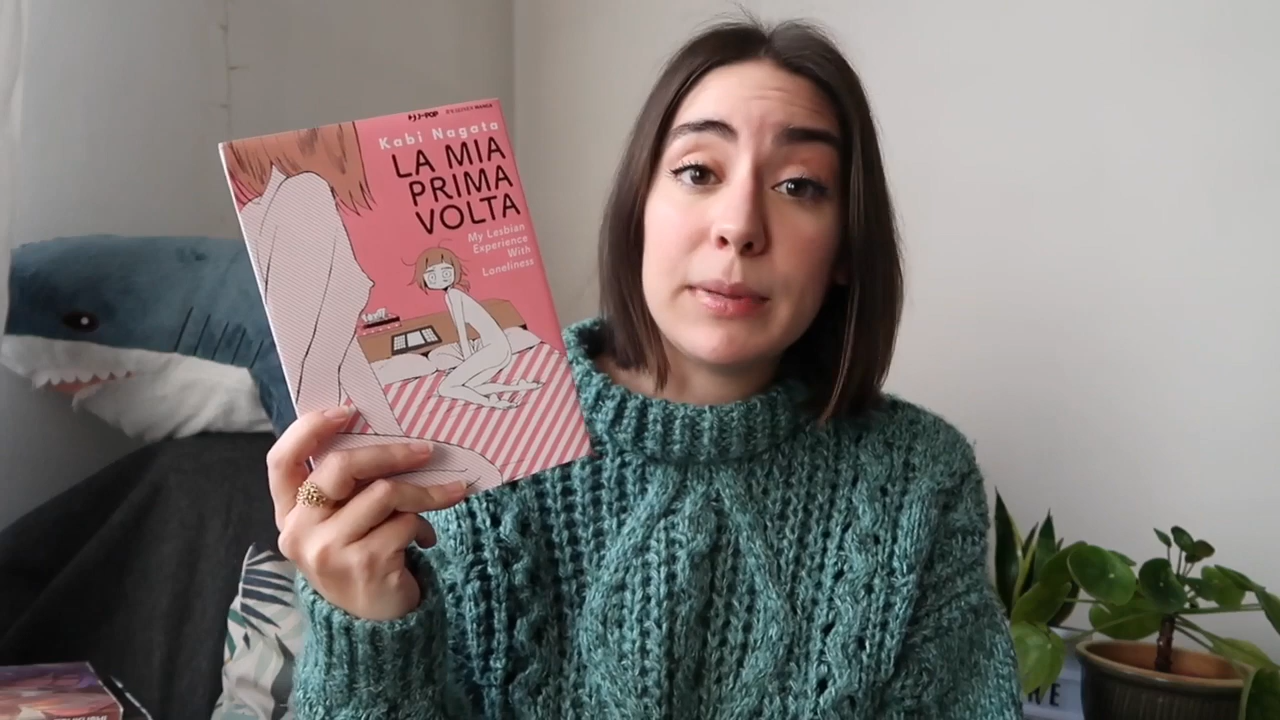 J-POP
Kabi Nagata
LA MIA
PRIMA
VOLTA
My Lesbian
Experience
With
Loneliness